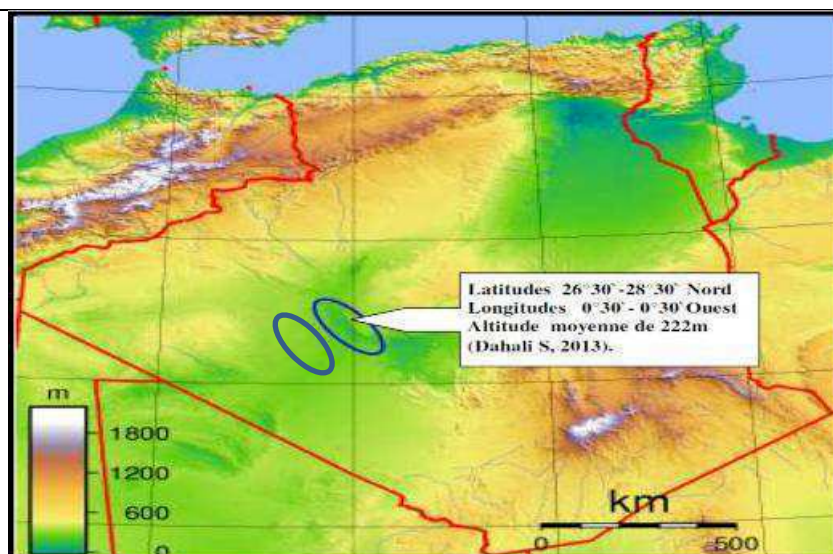 Latitudes 26°30`-28°30` Nord
Longitudes 0°30`- 0°30`Ouest
Altitude moyenne de 222m
(Dahali S, 2013).
m
1800
1200
600
0
km
0 500